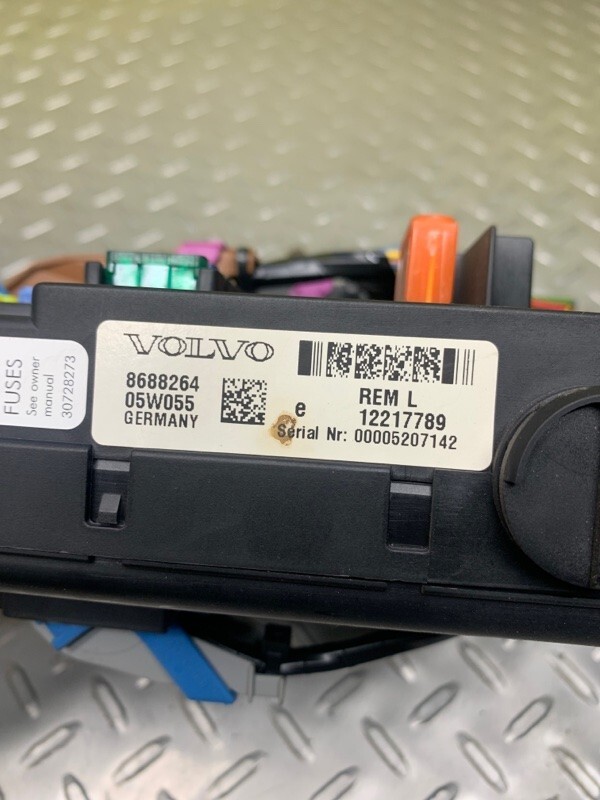 FUSES
See owner
manual
30728273
VOLVO
8688264
05W055
GERMANY
e
REM L
12217789
Serial Nr: 00005207142